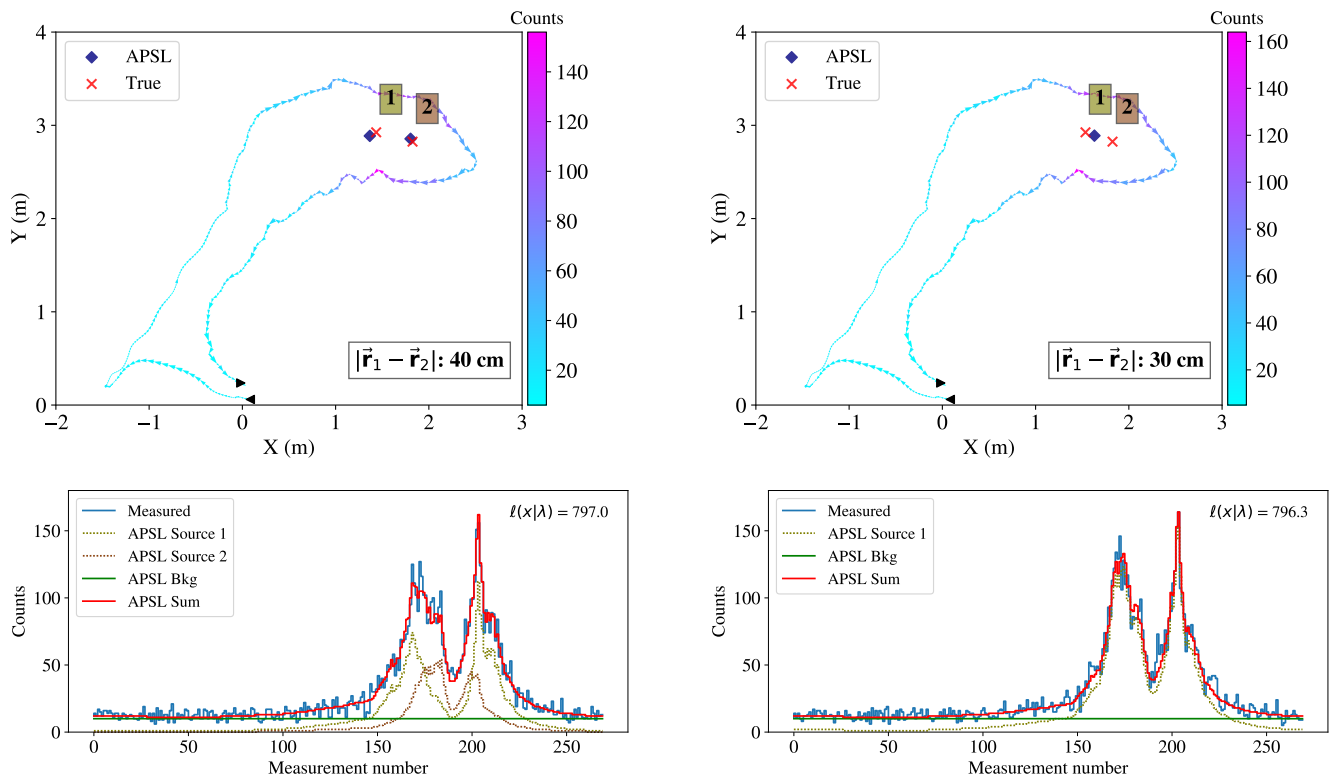 Counts
4
3
2
1
0
Y (m)
APSL
True
1
2
|r⃗₁ − r⃗₂|: 40 cm
−2
−1
0
1
2
3
X (m)
140
120
100
80
60
40
20
Counts
4
3
2
1
0
Y (m)
APSL
True
1
2
|r⃗₁ − r⃗₂|: 30 cm
−2
−1
0
1
2
3
X (m)
160
140
120
100
80
60
40
20
150
100
50
0
Counts
Measured
APSL Source 1
APSL Source 2
APSL Bkg
APSL Sum
ℓ(x|λ) = 797.0
0
50
100
150
200
250
Measurement number
150
100
50
0
Counts
Measured
APSL Source 1
APSL Bkg
APSL Sum
ℓ(x|λ) = 796.3
0
50
100
150
200
250
Measurement number